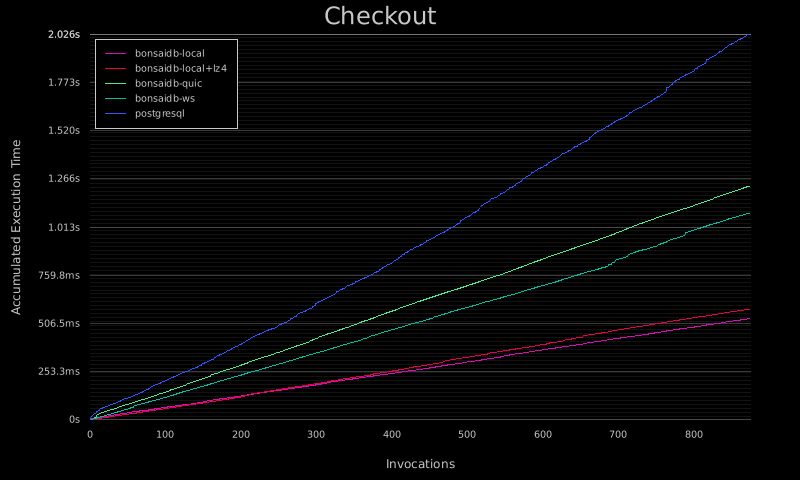 Checkout
2.026s
1.773s
1.520s
1.266s
1.013s
759.8ms
506.5ms
253.3ms
0s
bonsaidb-local
bonsaidb-local+lz4
bonsaidb-quic
bonsaidb-ws
postgresql
Accumulated Execution Time
0 100 200 300 400 500 600 700 800
Invocations